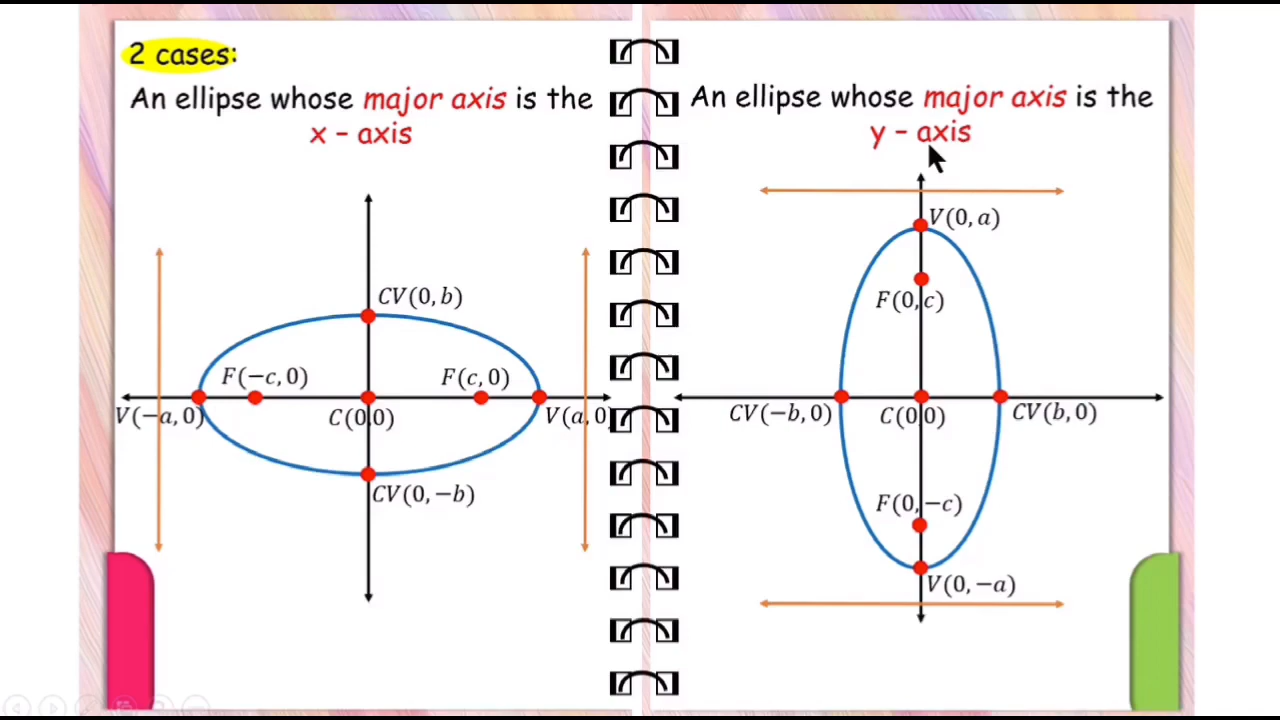 2 cases:
An ellipse whose major axis is the
x - axis
CV(0, b)
F(−c, 0)
F(c, 0)
V(−a, 0)
C(0,0)
V(a, 0)
CV(0, −b)
An ellipse whose major axis is the
y - axis
V(0, a)
F(0, c)
CV(−b, 0)
C(0,0)
CV(b, 0)
F(0, −c)
V(0, −a)